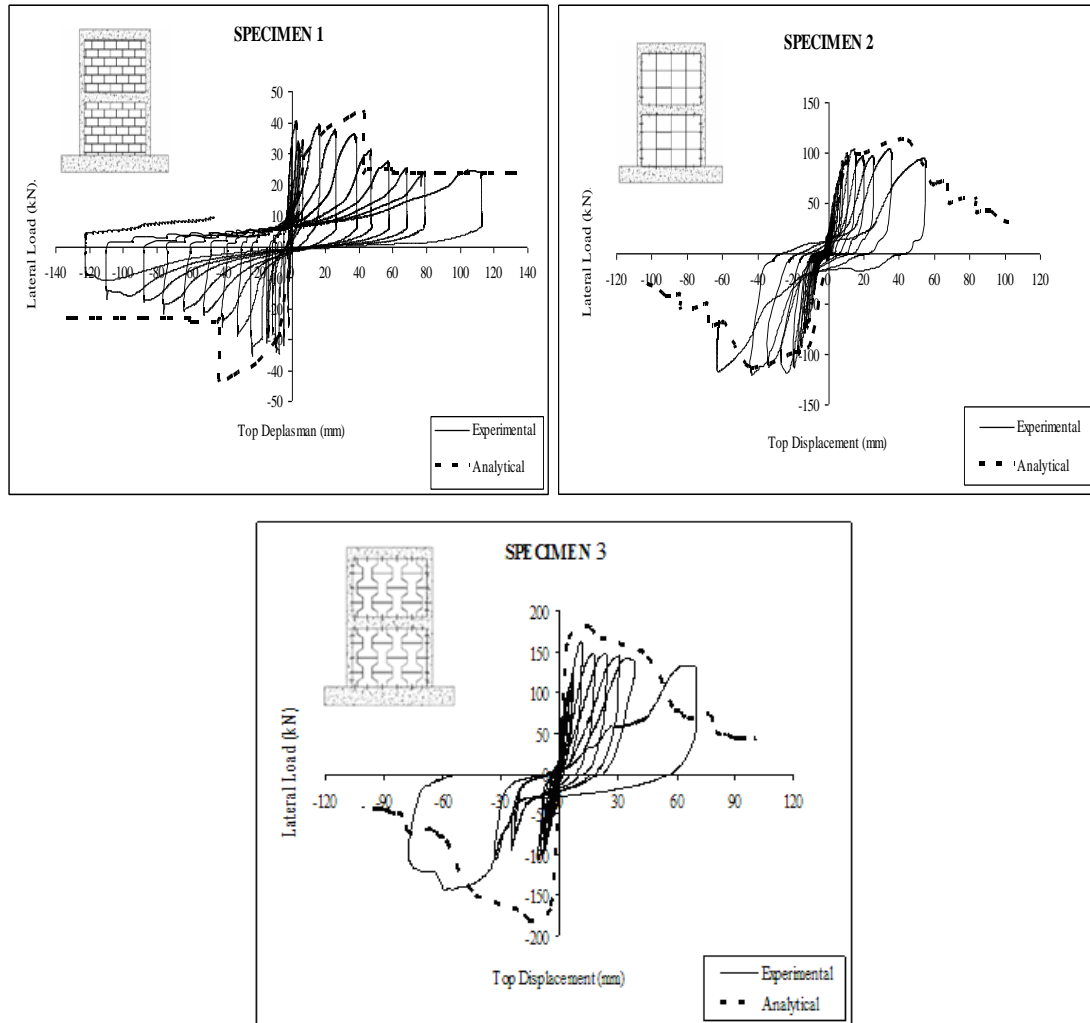 SPECIMEN 1
50
40
30
20
10
-140 -120 -100 -80 -60 -40 -20 0 20 40 60 80 100 120 140
-20
-30
-40
-50
Lateral Load (kN).
Top Deplasman (mm)
Experimental
Analytical
SPECIMEN 2
150
100
50
0
-120 -100 -80 -60 -40 -20 0 20 40 60 80 100 120
-50
-100
-150
Lateral Load (kN).
Top Displacement (mm)
Experimental
Analytical
SPECIMEN 3
200
150
100
50
0
-120 -90 -60 -30 0 30 60 90 120
-50
-100
-150
-200
Lateral Load (kN)
Top Displacement (mm)
Experimental
Analytical